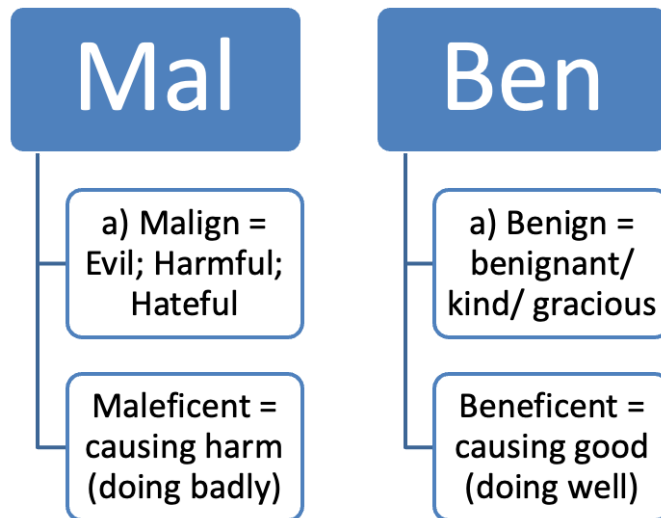 Mal
a) Malign =
Evil; Harmful;
Hateful
Maleficent =
causing harm
(doing badly)
Ben
a) Benign =
benignant/
kind/ gracious
Beneficent =
causing good
(doing well)